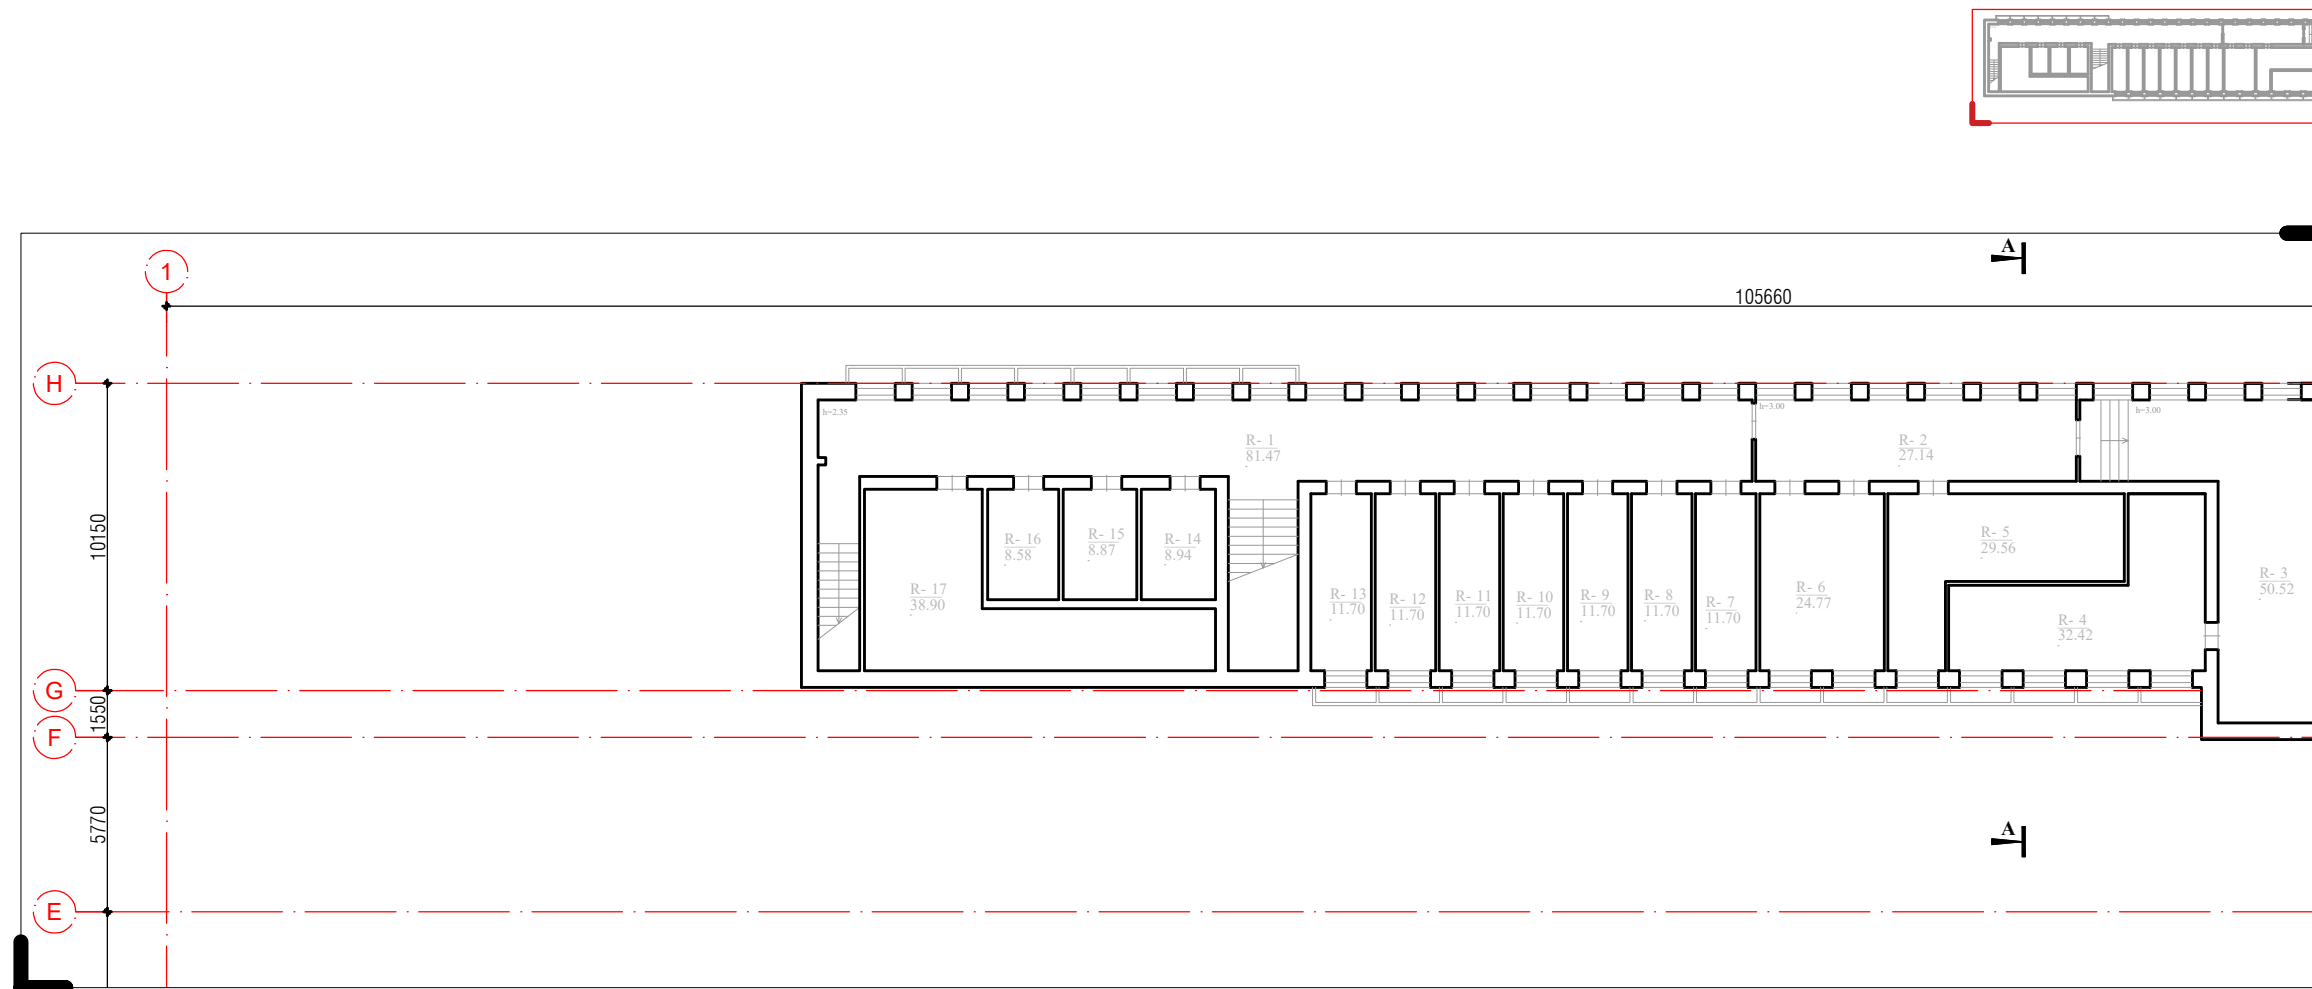 A
1
105660
H
h=2.35
h=3.00
h=3.00
R- 1
81.47
R- 2
27.14
10150
R- 16
8.58
R- 15
8.87
R- 14
8.94
R- 5
29.56
R- 3
50.52
R- 17
38.90
R- 13
11.70
R- 12
11.70
R- 11
11.70
R- 10
11.70
R- 9
11.70
R- 8
11.70
R- 7
11.70
R- 6
24.77
R- 4
32.42
G
1550
F
5770
A
E